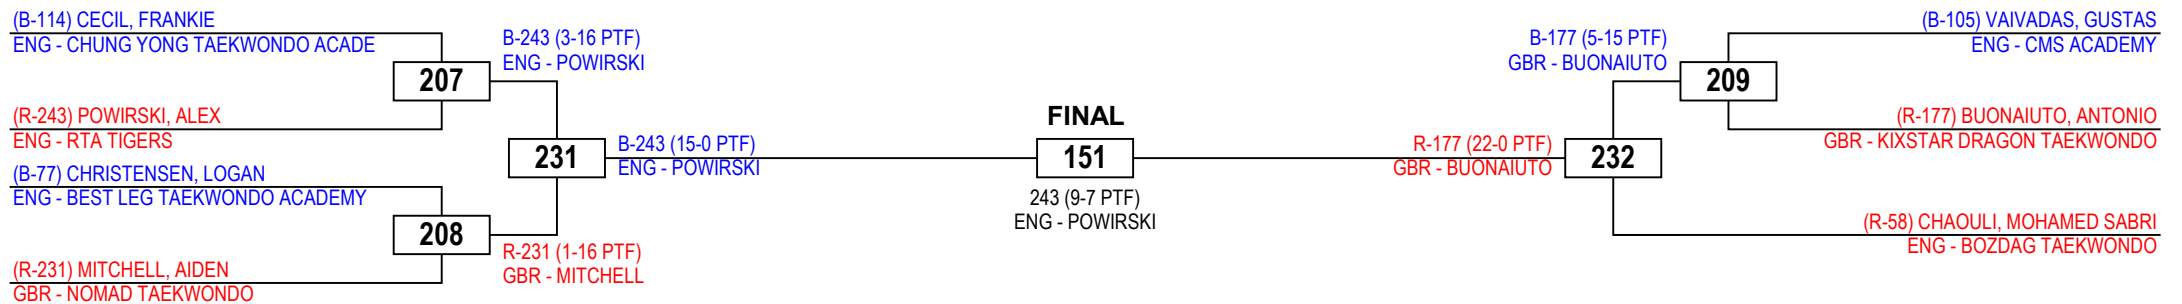 (B-114) CECIL, FRANKIE
ENG - CHUNG YONG TAEKWONDO ACADE
207
(R-243) POWIRSKI, ALEX
ENG - RTA TIGERS
B-243 (3-16 PTF)
ENG - POWIRSKI
(B-77) CHRISTENSEN, LOGAN
ENG - BEST LEG TAEKWONDO ACADEMY
208
(R-231) MITCHELL, AIDEN
GBR - NOMAD TAEKWONDO
R-231 (1-16 PTF)
GBR - MITCHELL
231
B-243 (15-0 PTF)
ENG - POWIRSKI
FINAL
151
243 (9-7 PTF)
ENG - POWIRSKI
R-177 (22-0 PTF)
GBR - BUONAIUTO
232
B-177 (5-15 PTF)
GBR - BUONAIUTO
209
(B-105) VAIVADAS, GUSTAS
ENG - CMS ACADEMY
(R-177) BUONAIUTO, ANTONIO
GBR - KIXSTAR DRAGON TAEKWONDO
(R-58) CHAOULI, MOHAMED SABRI
ENG - BOZDAG TAEKWONDO